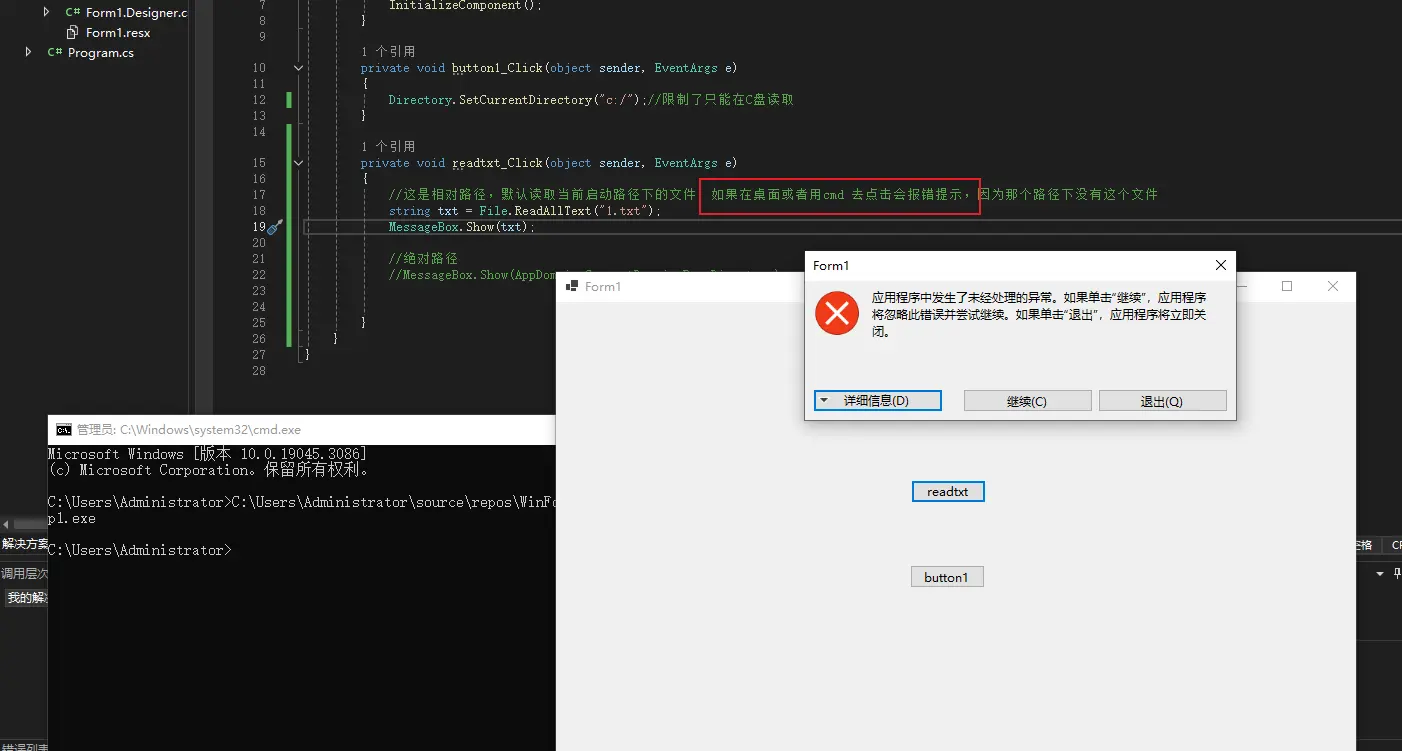 C# Form1.Designer.c
Form1.resx
C# Program.cs
7 InitializeComponent();
8 }
9
1 个引用
10 private void button1_Click(object sender, EventArgs e)
11 {
12 Directory.SetCurrentDirectory("c:/");//限制了只能在C盘读取
13 }
14
1 个引用
15 private void readtxt_Click(object sender, EventArgs e)
16 {
17 //这是相对路径，默认读取当前启动路径下的文件 如果在桌面或者用cmd 去点击会报错提示，因为那个路径下没有这个文件
18 string txt = File.ReadAllText("1.txt");
19 MessageBox.Show(txt);
20
21 //绝对路径
22 //MessageBox.Show(AppDom
23
24
25 }
26 }
27 }
28
Form1
Form1
应用程序中发生了未经处理的异常。如果单击“继续”，应用程序
将忽略此错误并尝试继续。如果单击“退出”，应用程序将立即关
闭。
详细信息(D) 继续(C) 退出(Q)
readtxt
button1
管理员: C:\Windows\system32\cmd.exe
Microsoft Windows [版本 10.0.19045.3086]
(c) Microsoft Corporation。保留所有权利。
C:\Users\Administrator>C:\Users\Administrator\source\repos\WinFo
p1.exe
C:\Users\Administrator>
解决方案
调用层次
我的解
空格
错误列表